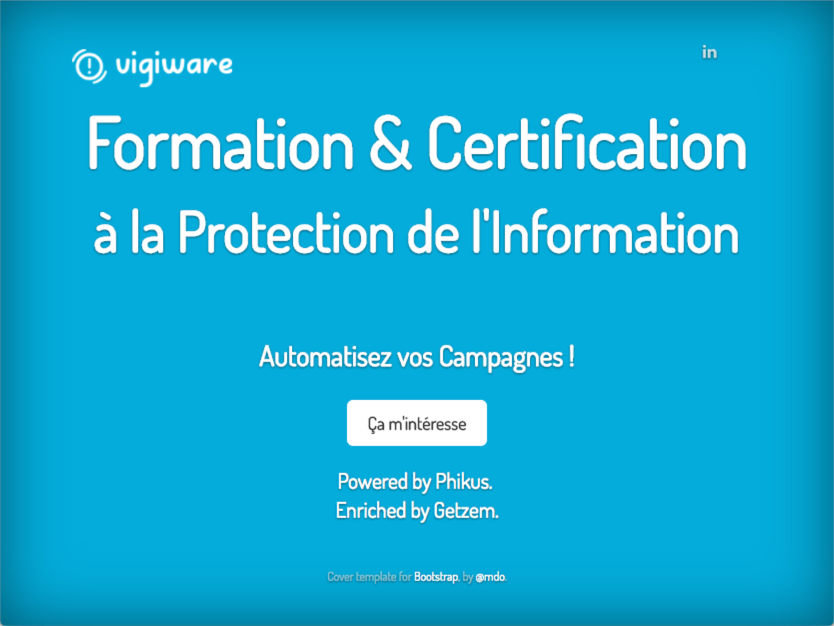 vigiware
in
Formation & Certification
à la Protection de l'Information
Automatisez vos Campagnes !
Ça m'intéresse
Powered by Phikus.
Enriched by Getzem.
Cover template for Bootstrap, by @mdo.